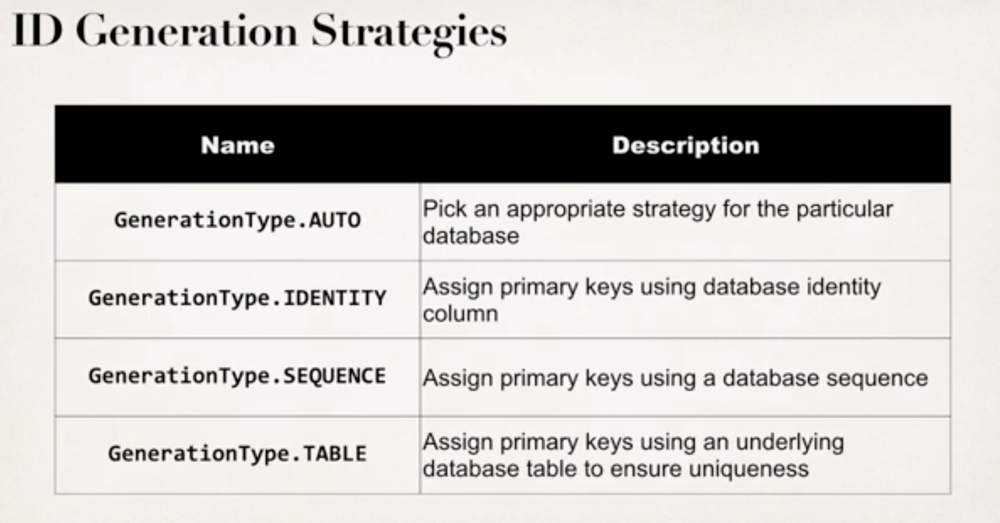 ID Generation Strategies
Name
Description
GenerationType.AUTO
Pick an appropriate strategy for the particular
database
GenerationType.IDENTITY
Assign primary keys using database identity
column
GenerationType.SEQUENCE
Assign primary keys using a database sequence
GenerationType.TABLE
Assign primary keys using an underlying
database table to ensure uniqueness